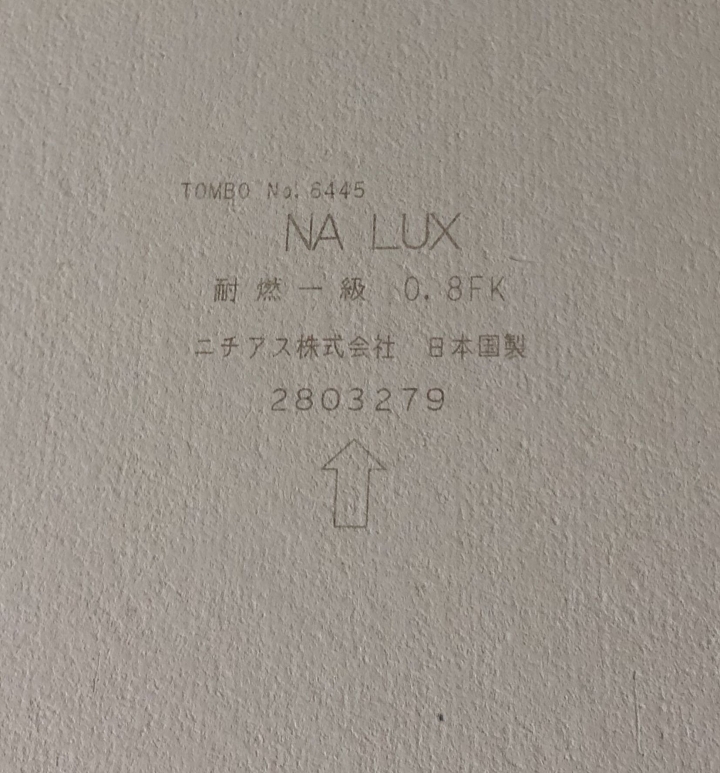 TOMBO No. 6445
NA LUX
耐燃一級 0.8FK
ニチアス株式会社 日本国製
2803279